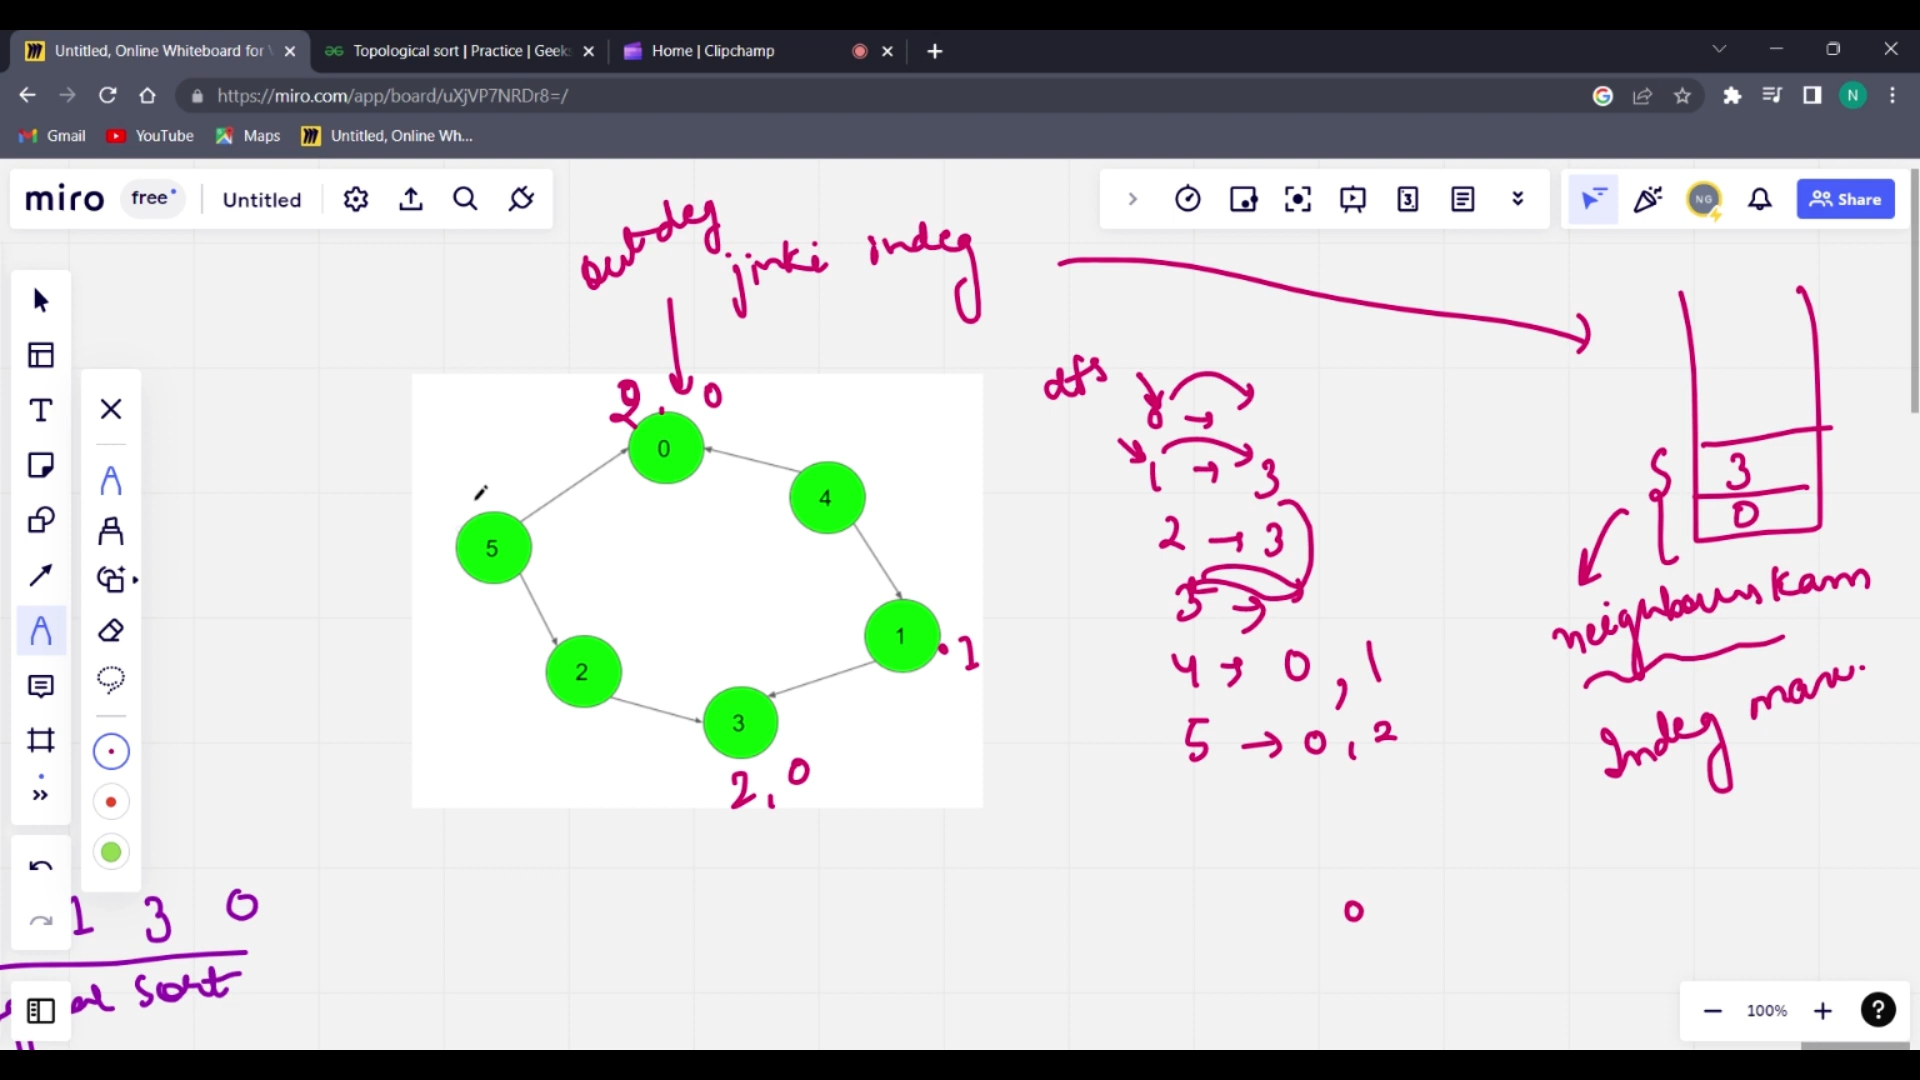 Untitled, Online Whiteboard for
Topological sort | Practice | Geek
Home | Clipchamp
https://miro.com/app/board/uXjVP7NRDr8=/
N
Gmail
YouTube
Maps
Untitled, Online Wh...
miro
free
Untitled
3
NG
Share
outdeg
jinki indeg
dfs
2, 0
0
5
4
2
1
3
.1
2, 0
0 →
1 → 3
2 → 3
3 →
4 → 0, 1
5 → 0, 2
3
0
neighbours kam
Indeg
1 3 0
sort
0
100%
?